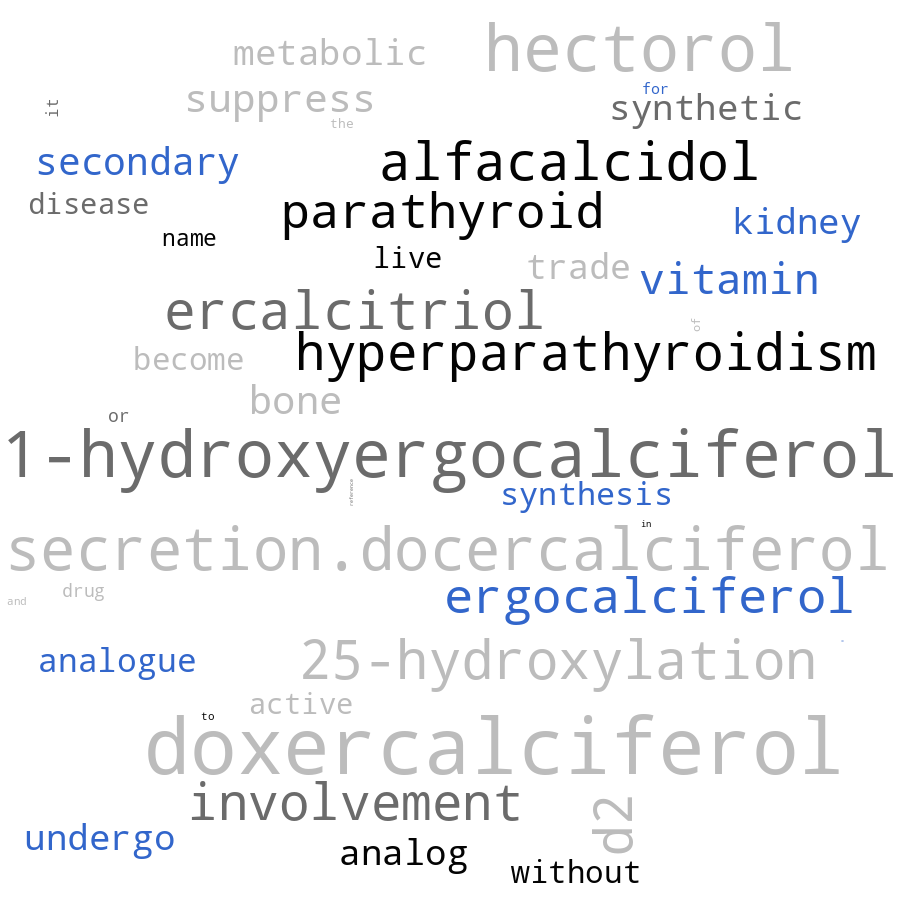 hectorol
metabolic
suppress
for
it
synthetic
the
alfacalcidol
secondary
disease
parathyroid
kidney
name
live
trade
vitamin
ercalcitriol
of
hyperparathyroidism
become
bone
or
1-hydroxyergocalciferol
synthesis
reference
in
secretion.docercalciferol
drug
and
ergocalciferol
analogue
25-hydroxylation
active
to
doxercalciferol
involvement
d2
undergo
analog
without